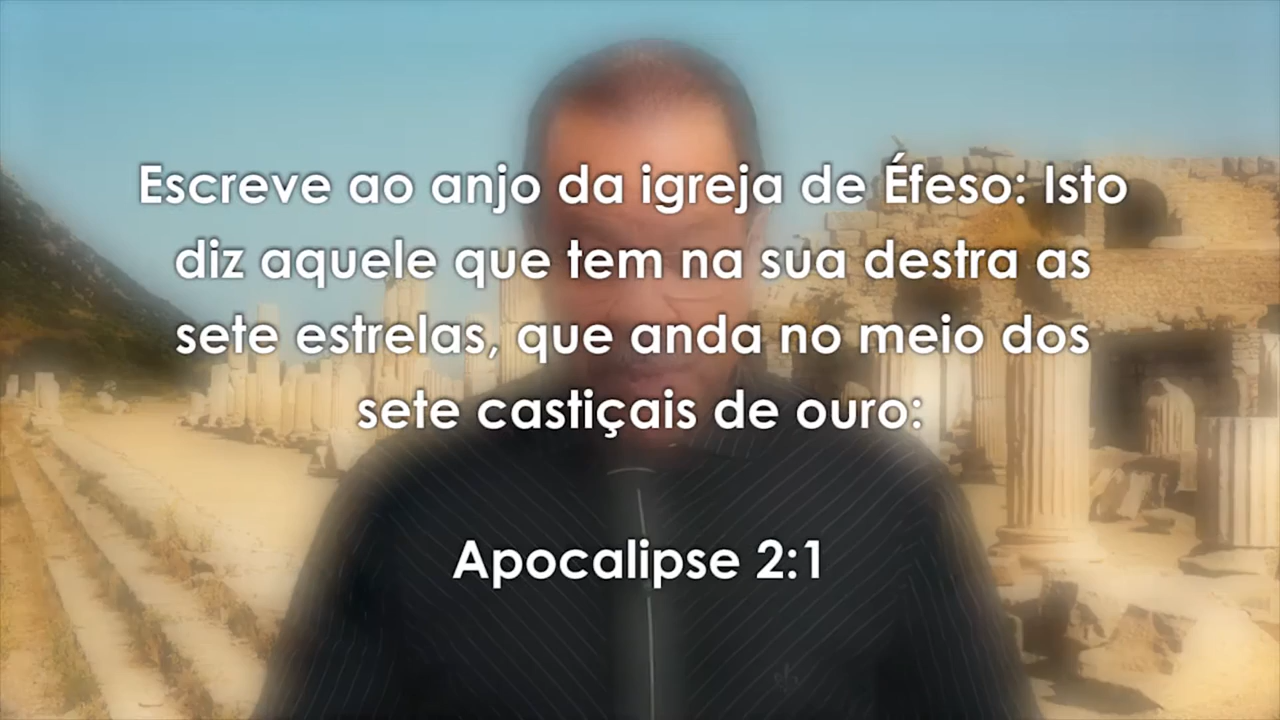 Escreve ao anjo da igreja de Éfeso: Isto
diz aquele que tem na sua destra as
sete estrelas, que anda no meio dos
sete castiçais de ouro:
Apocalipse 2:1